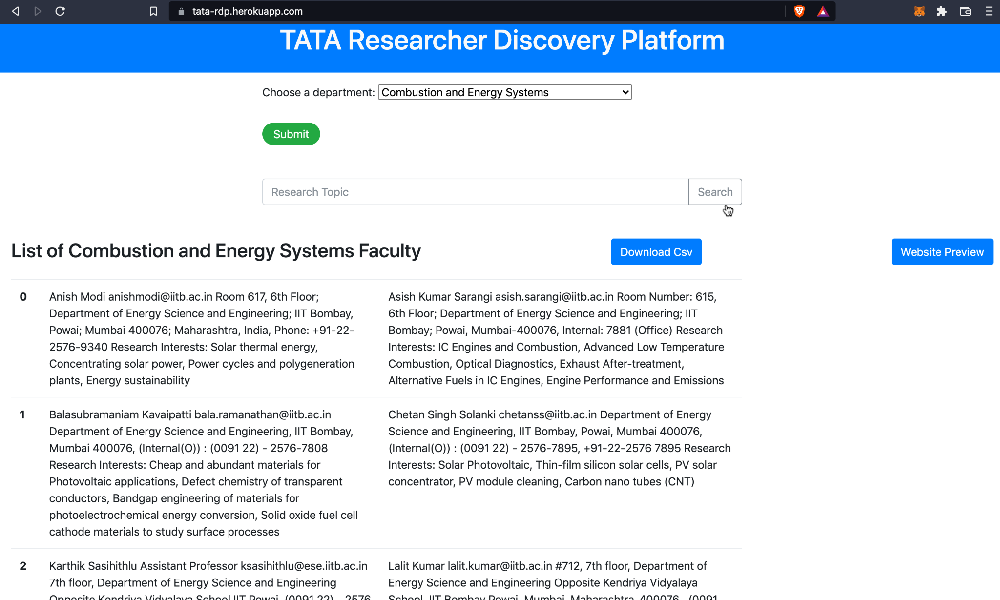 tata-rdp.herokuapp.com
TATA Researcher Discovery Platform
Choose a department: Combustion and Energy Systems
Submit
Research Topic
Search
List of Combustion and Energy Systems Faculty
Download Csv
Website Preview
0
Anish Modi anishmodi@iitb.ac.in Room 617, 6th Floor;
Department of Energy Science and Engineering; IIT Bombay,
Powai; Mumbai 400076; Maharashtra, India, Phone: +91-22-
2576-9340 Research Interests: Solar thermal energy,
Concentrating solar power, Power cycles and polygeneration
plants, Energy sustainability
Asish Kumar Sarangi asish.sarangi@iitb.ac.in Room Number: 615,
6th Floor; Department of Energy Science and Engineering; IIT
Bombay; Powai, Mumbai-400076, Internal: 7881 (Office) Research
Interests: IC Engines and Combustion, Advanced Low Temperature
Combustion, Optical Diagnostics, Exhaust After-treatment,
Alternative Fuels in IC Engines, Engine Performance and Emissions
1
Balasubramaniam Kavaipatti bala.ramanathan@iitb.ac.in
Department of Energy Science and Engineering, IIT Bombay,
Mumbai 400076, (Internal(O)) : (0091 22) - 2576-7808
Research Interests: Cheap and abundant materials for
Photovoltaic applications, Defect chemistry of transparent
conductors, Bandgap engineering of materials for
photoelectrochemical energy conversion, Solid oxide fuel cell
cathode materials to study surface processes
Chetan Singh Solanki chetanss@iitb.ac.in Department of Energy
Science and Engineering, IIT Bombay, Powai, Mumbai 400076,
(Internal(O)) : (0091 22) - 2576-7895, +91-22-2576 7895 Research
Interests: Solar Photovoltaic, Thin-film silicon solar cells, PV solar
concentrator, PV module cleaning, Carbon nano tubes (CNT)
2
Karthik Sasihithlu Assistant Professor ksasihithlu@ese.iitb.ac.in
7th floor, Department of Energy Science and Engineering
Opposite Kendriya Vidyalaya School IIT Powai, (0091 22) - 2576
Lalit Kumar lalit.kumar@iitb.ac.in #712, 7th floor, Department of
Energy Science and Engineering Opposite Kendriya Vidyalaya
School, IIT Bombay Powai, Mumbai, Maharashtra-400076, (0091